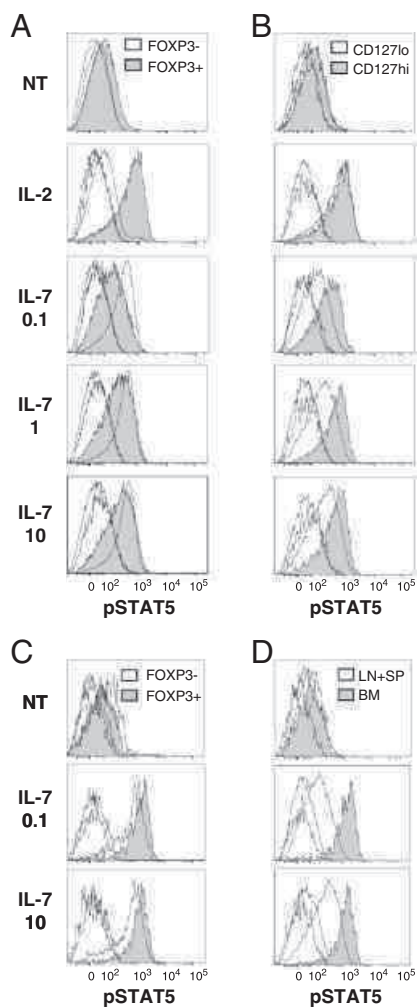 A
B
NT
FOXP3-
FOXP3+
CD127lo
CD127hi
IL-2
IL-7
0.1
IL-7
1
IL-7
10
0 10² 10³ 10⁴ 10⁵
0 10² 10³ 10⁴ 10⁵
pSTAT5
pSTAT5
C
D
NT
FOXP3-
FOXP3+
LN+SP
BM
IL-7
0.1
IL-7
10
0 10² 10³ 10⁴ 10⁵
0 10² 10³ 10⁴ 10⁵
pSTAT5
pSTAT5